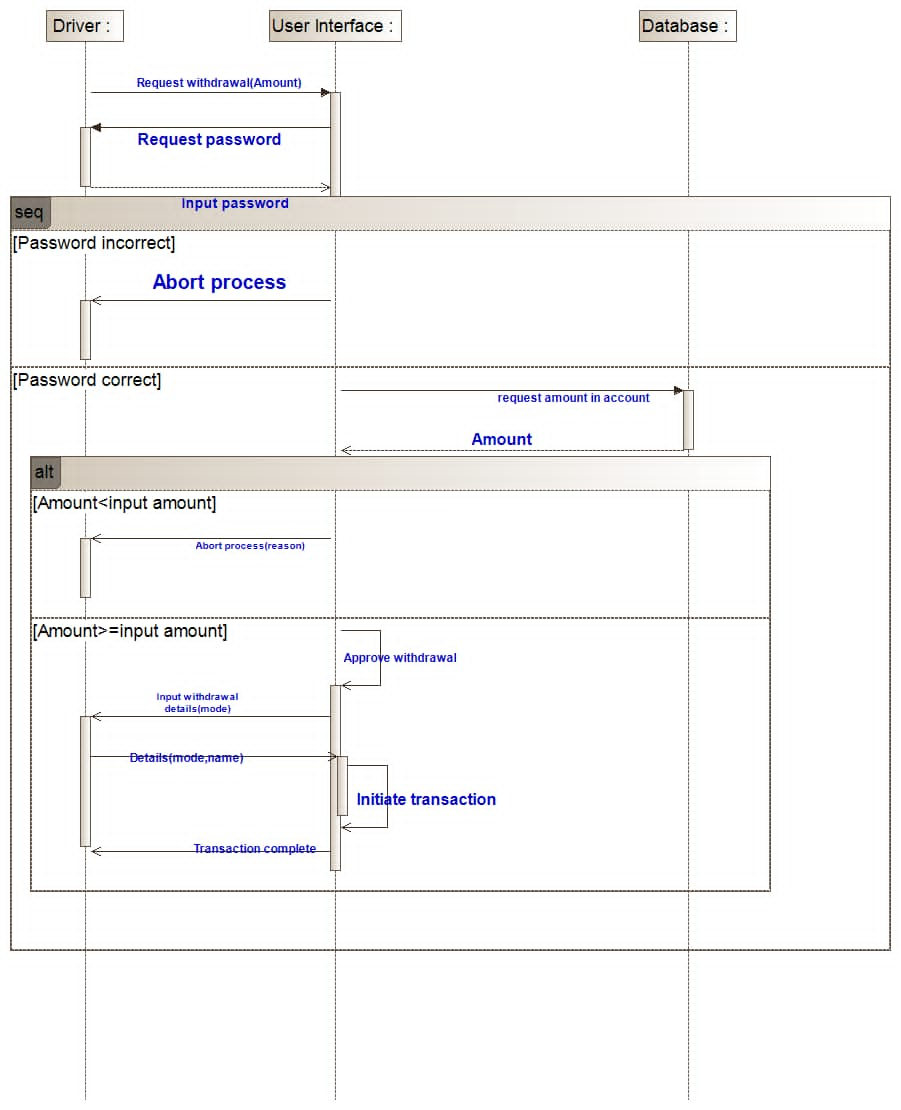 Driver :
User Interface :
Database :
Request withdrawal(Amount)
Request password
Input password
seq
[Password incorrect]
Abort process
[Password correct]
request amount in account
Amount
alt
[Amount<input amount]
Abort process(reason)
[Amount>=input amount]
Approve withdrawal
Input withdrawal
details(mode)
Details(mode,name)
Initiate transaction
Transaction complete